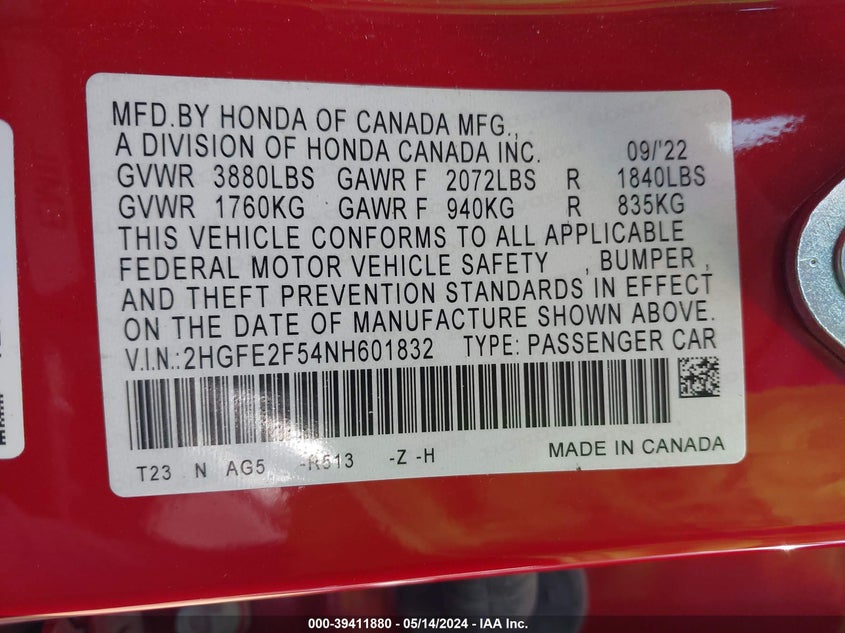 MFD.BY HONDA OF CANADA MFG.,
A DIVISION OF HONDA CANADA INC. 09/'22
GVWR 3880LBS GAWR F 2072LBS R 1840LBS
GVWR 1760KG GAWR F 940KG R 835KG
THIS VEHICLE CONFORMS TO ALL APPLICABLE
FEDERAL MOTOR VEHICLE SAFETY , BUMPER ,
AND THEFT PREVENTION STANDARDS IN EFFECT
ON THE DATE OF MANUFACTURE SHOWN ABOVE.
V.I.N.:2HGFE2F54NH601832 TYPE: PASSENGER CAR
T23 N AG5 -R513 -Z -H MADE IN CANADA
000-39411880 - 05/14/2024 - IAA Inc.